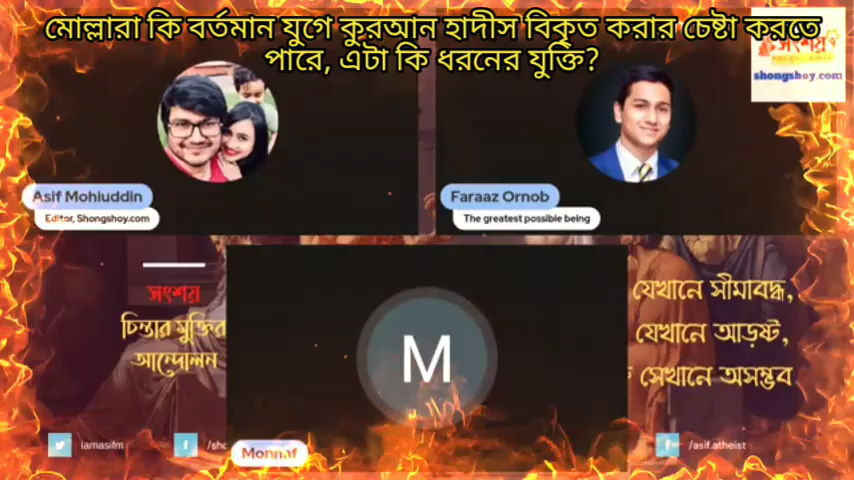 মোল্লারা কি বর্তমান যুগে কুরআন হাদীস বিকৃত করার চেষ্টা করতে
পারে, এটা কি ধরনের যুক্তি?
সংশয়
shongshoy.com
Asif Mohiuddin
Editor, Shongshoy.com
Faraaz Ornob
The greatest possible being
সংশয়
চিন্তার মুক্তির
আন্দোলন
যেখানে সীমাবদ্ধ,
যেখানে আড়ষ্ট,
সেখানে অসম্ভব
M
Monnaf
iamasifm
/sho
/asif.atheist